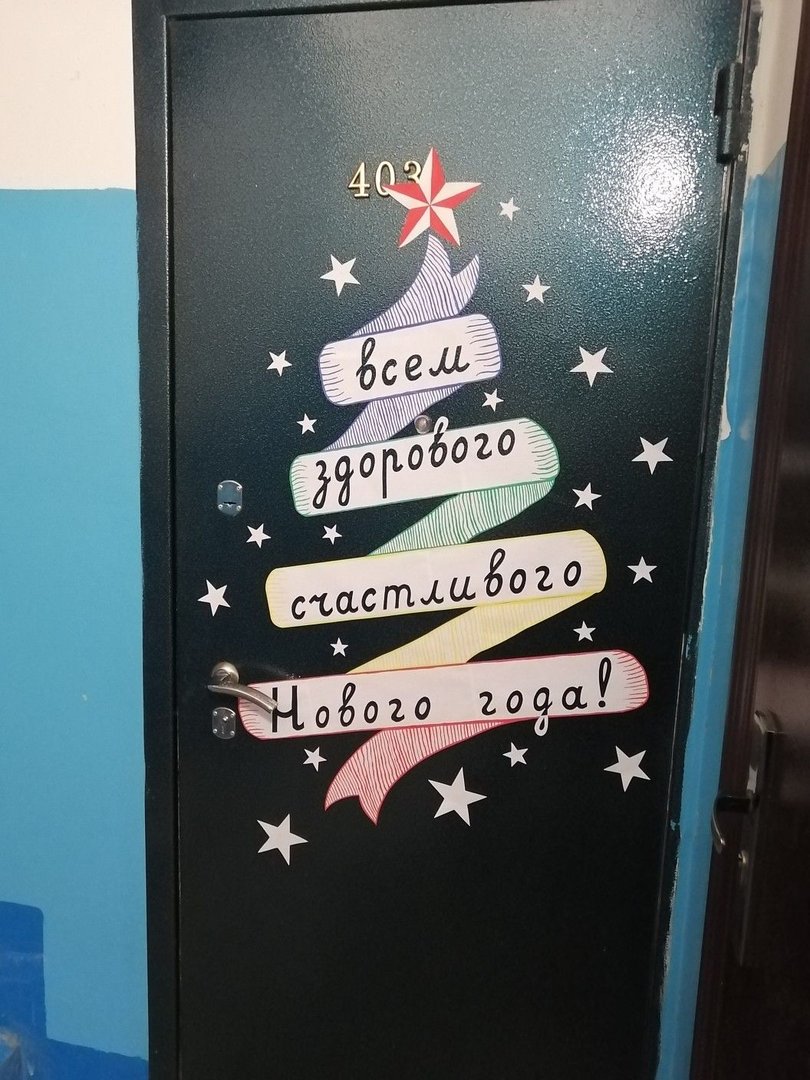 403
всем
здорового
счастливого
Нового года!